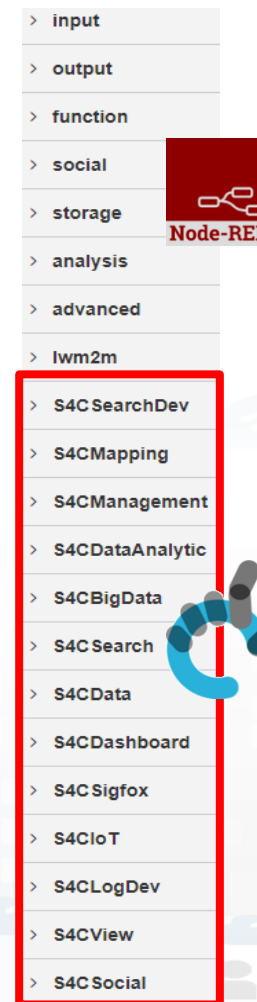 > input
> output
> function
> social
> storage
Node-RE
> analysis
> advanced
> lwm2m
> S4CSearchDev
> S4CMapping
> S4CManagement
> S4CDataAnalytic
> S4CBigData
> S4CSearch
> S4CData
> S4CDashboard
> S4CSigfox
> S4CIoT
> S4CLogDev
> S4CView
> S4CSocial